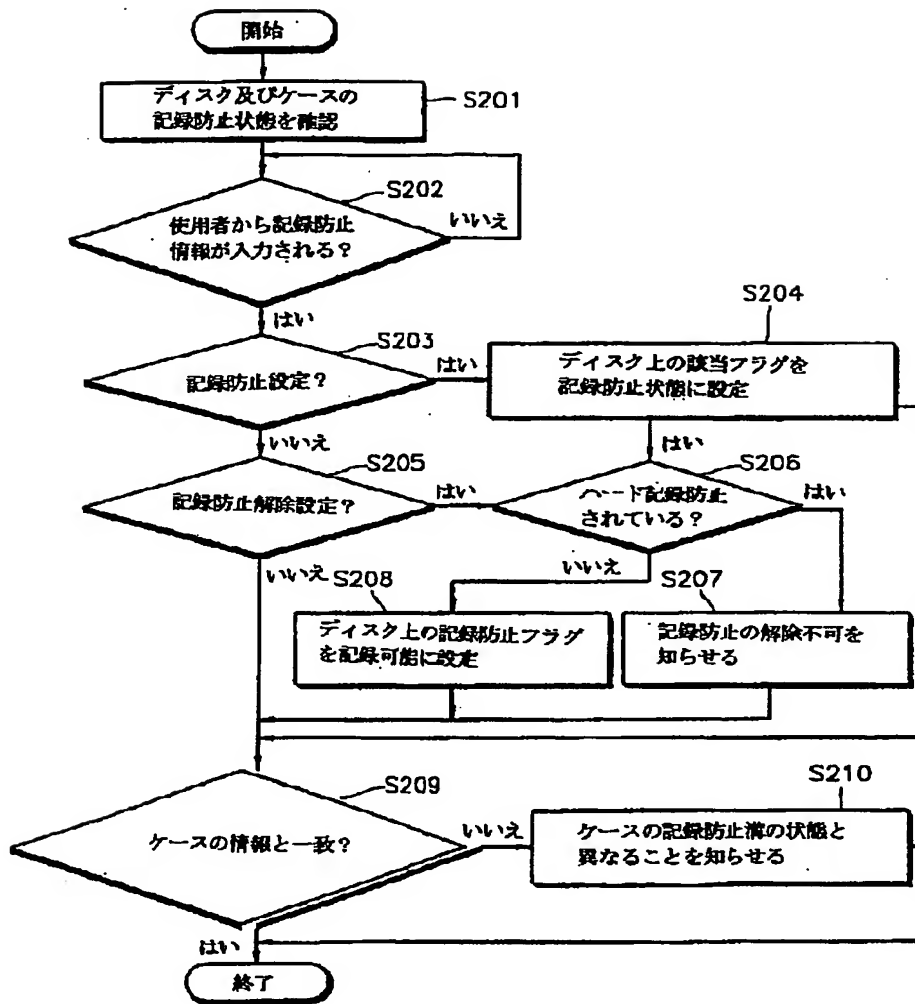 開始
ディスク及びケースの
記録防止状態を確認
S201
S202
使用者から記録防止
情報が入力される？
いいえ
はい
S203
記録防止設定？
はい
S204
ディスク上の該当フラグを
記録防止状態に設定
いいえ
はい
S205
記録防止解除設定？
はい
S206
ハード記録防止
されている？
はい
いいえ
いいえ
S208
ディスク上の記録防止フラグ
を記録可能に設定
S207
記録防止の解除不可を
知らせる
S209
ケースの情報と一致？
いいえ
S210
ケースの記録防止溝の状態と
異なることを知らせる
はい
終了